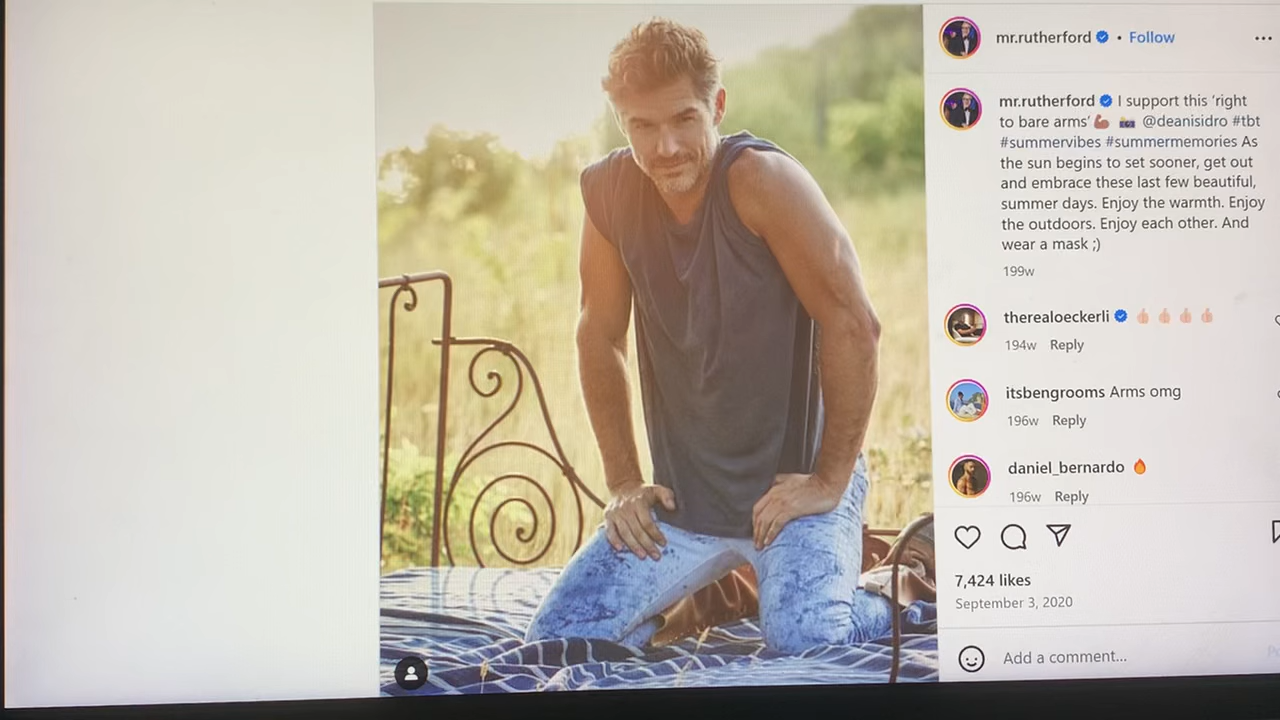 mr.rutherford • Follow
mr.rutherford I support this ‘right
to bare arms’💪🏽 📸 @deanisidro #tbt
#summervibes #summermemories As
the sun begins to set sooner, get out
and embrace these last few beautiful,
summer days. Enjoy the warmth. Enjoy
the outdoors. Enjoy each other. And
wear a mask ;)
199w
therealoeckerli 👍🏻👍🏻👍🏻👍🏻
194w Reply
itsbengrooms Arms omg
196w Reply
daniel_bernardo 🔥
196w Reply
7,424 likes
September 3, 2020
Add a comment...